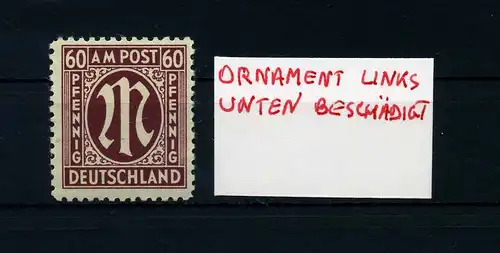 60 AM POST 60
PFENNIG
M
PFENNIG
DEUTSCHLAND
ORNAMENT LINKS
UNTEN BESCHÄDIGT